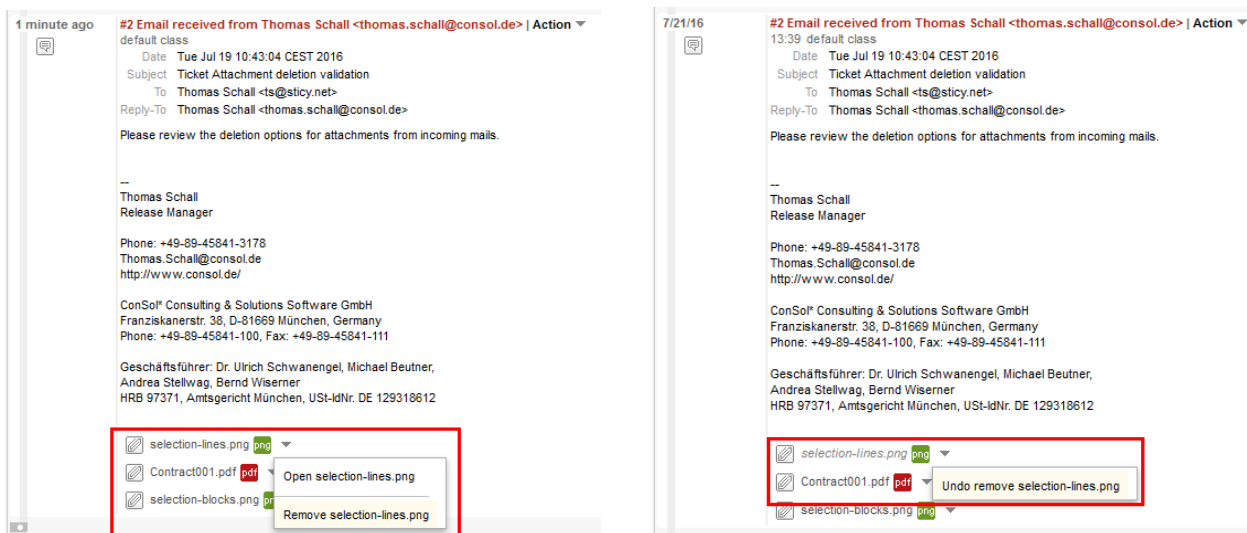 1 minute ago
#2 Email received from Thomas Schall <thomas.schall@consol.de> | Action
default class
Date Tue Jul 19 10:43:04 CEST 2016
Subject Ticket Attachment deletion validation
To Thomas Schall <ts@sticy.net>
Reply-To Thomas Schall <thomas.schall@consol.de>
Please review the deletion options for attachments from incoming mails.
--
Thomas Schall
Release Manager
Phone: +49-89-45841-3178
Thomas.Schall@consol.de
http://www.consol.de/
ConSol* Consulting & Solutions Software GmbH
Franziskanerstr. 38, D-81669 München, Germany
Phone: +49-89-45841-100, Fax: +49-89-45841-111
Geschäftsführer: Dr. Ulrich Schwanengel, Michael Beutner,
Andrea Stellwag, Bernd Wiserner
HRB 97371, Amtsgericht München, USt-IdNr. DE 129318612
selection-lines.png png
Contract001.pdf pdf
selection-blocks.png
Open selection-lines.png
Remove selection-lines.png
7/21/16
#2 Email received from Thomas Schall <thomas.schall@consol.de> | Action
13:39 default class
Date Tue Jul 19 10:43:04 CEST 2016
Subject Ticket Attachment deletion validation
To Thomas Schall <ts@sticy.net>
Reply-To Thomas Schall <thomas.schall@consol.de>
Please review the deletion options for attachments from incoming mails.
--
Thomas Schall
Release Manager
Phone: +49-89-45841-3178
Thomas.Schall@consol.de
http://www.consol.de/
ConSol* Consulting & Solutions Software GmbH
Franziskanerstr. 38, D-81669 München, Germany
Phone: +49-89-45841-100, Fax: +49-89-45841-111
Geschäftsführer: Dr. Ulrich Schwanengel, Michael Beutner,
Andrea Stellwag, Bernd Wiserner
HRB 97371, Amtsgericht München, USt-IdNr. DE 129318612
selection-lines.png png
Contract001.pdf pdf
Undo remove selection-lines.png
selection-blocks.png png